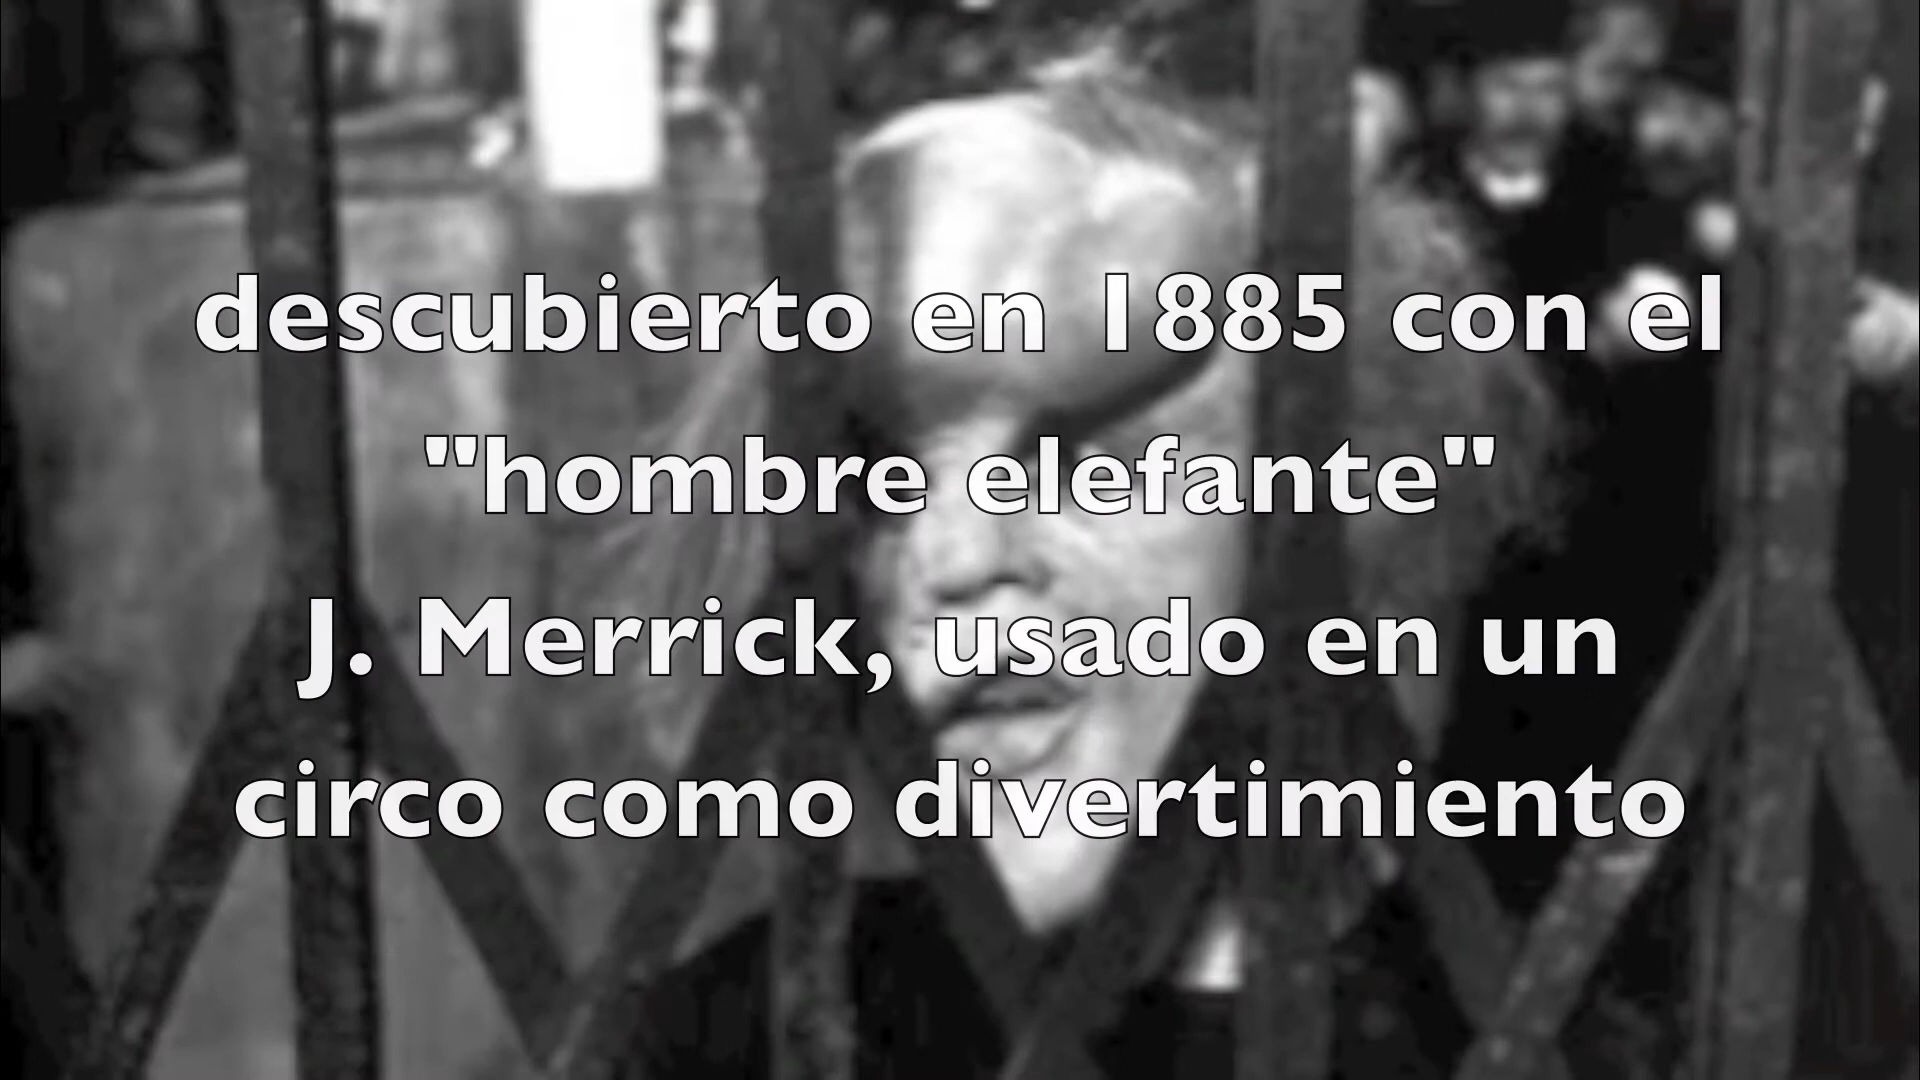 descubierto en 1885 con el
"hombre elefante"
J. Merrick, usado en un
circo como divertimiento